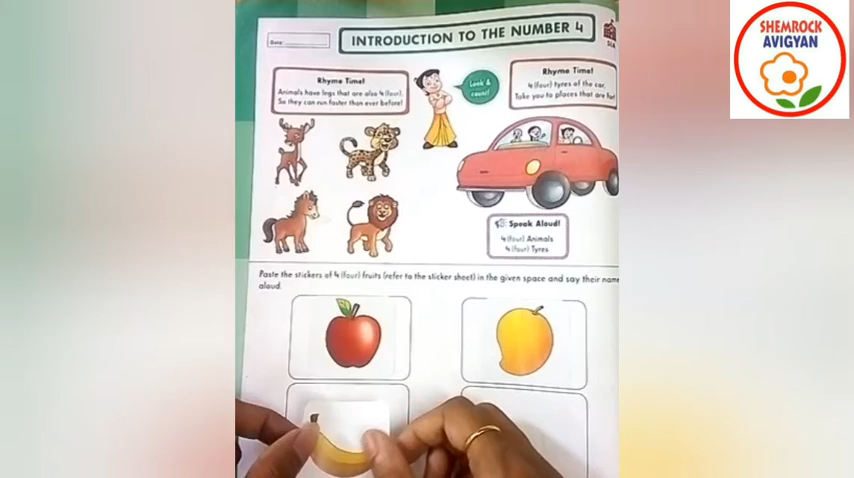 SHEMROCK
AVIGYAN
Date:
INTRODUCTION TO THE NUMBER 4
Rhyme Time!
Animals have legs that are also 4 (four),
So they can run faster than ever before!
Look &
count!
Rhyme Time!
4 (four) tyres of the car,
Take you to places that are far!
Speak Aloud!
4 (four) Animals
4 (four) Tyres
Paste the stickers of 4 (four) fruits (refer to the sticker sheet) in the given space and say their name
aloud.